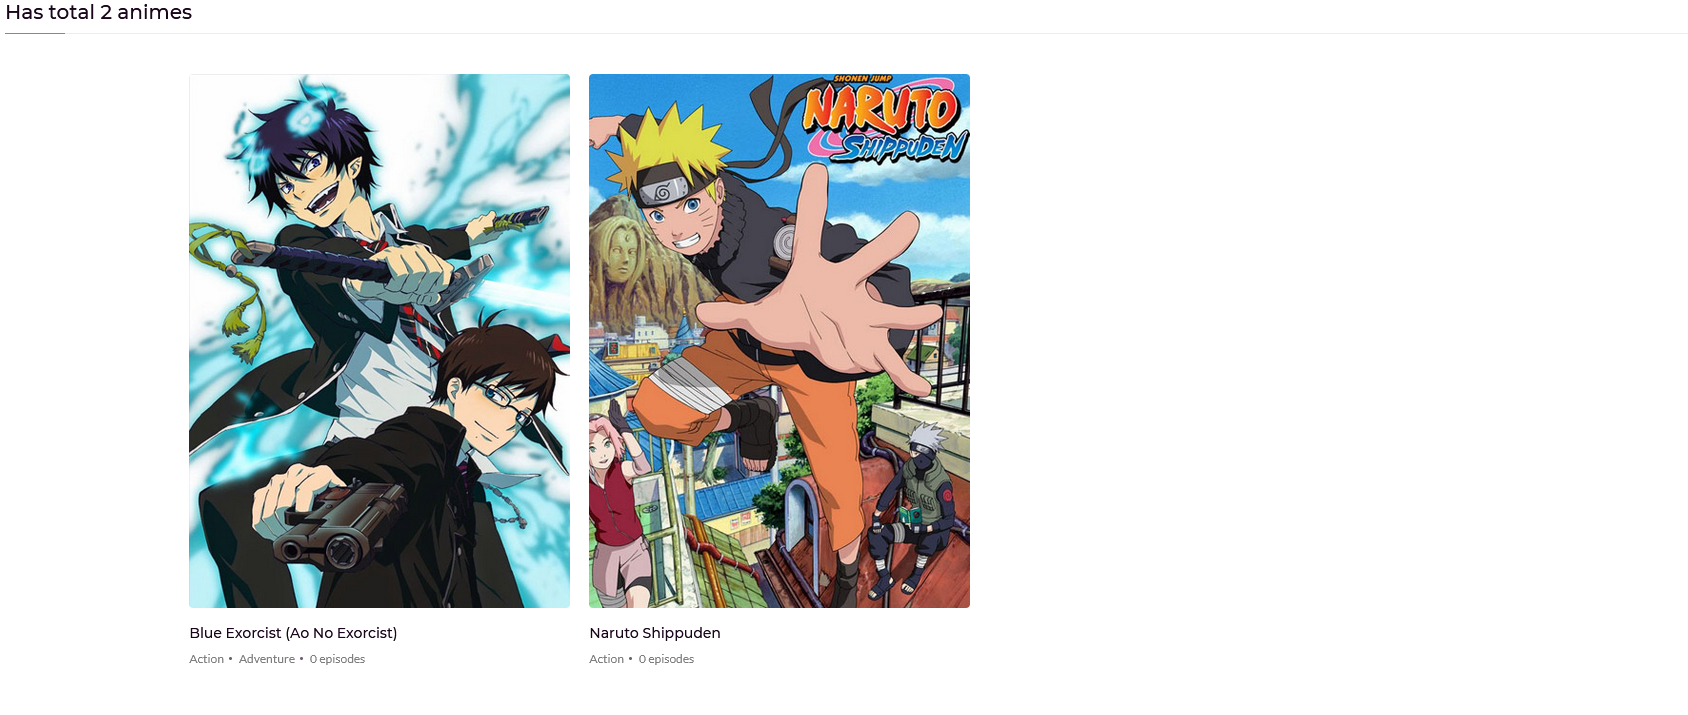 Has total 2 animes
SHONEN JUMP
NARUTO
SHIPPUDEN
Blue Exorcist (Ao No Exorcist)
Action • Adventure • 0 episodes
Naruto Shippuden
Action • 0 episodes